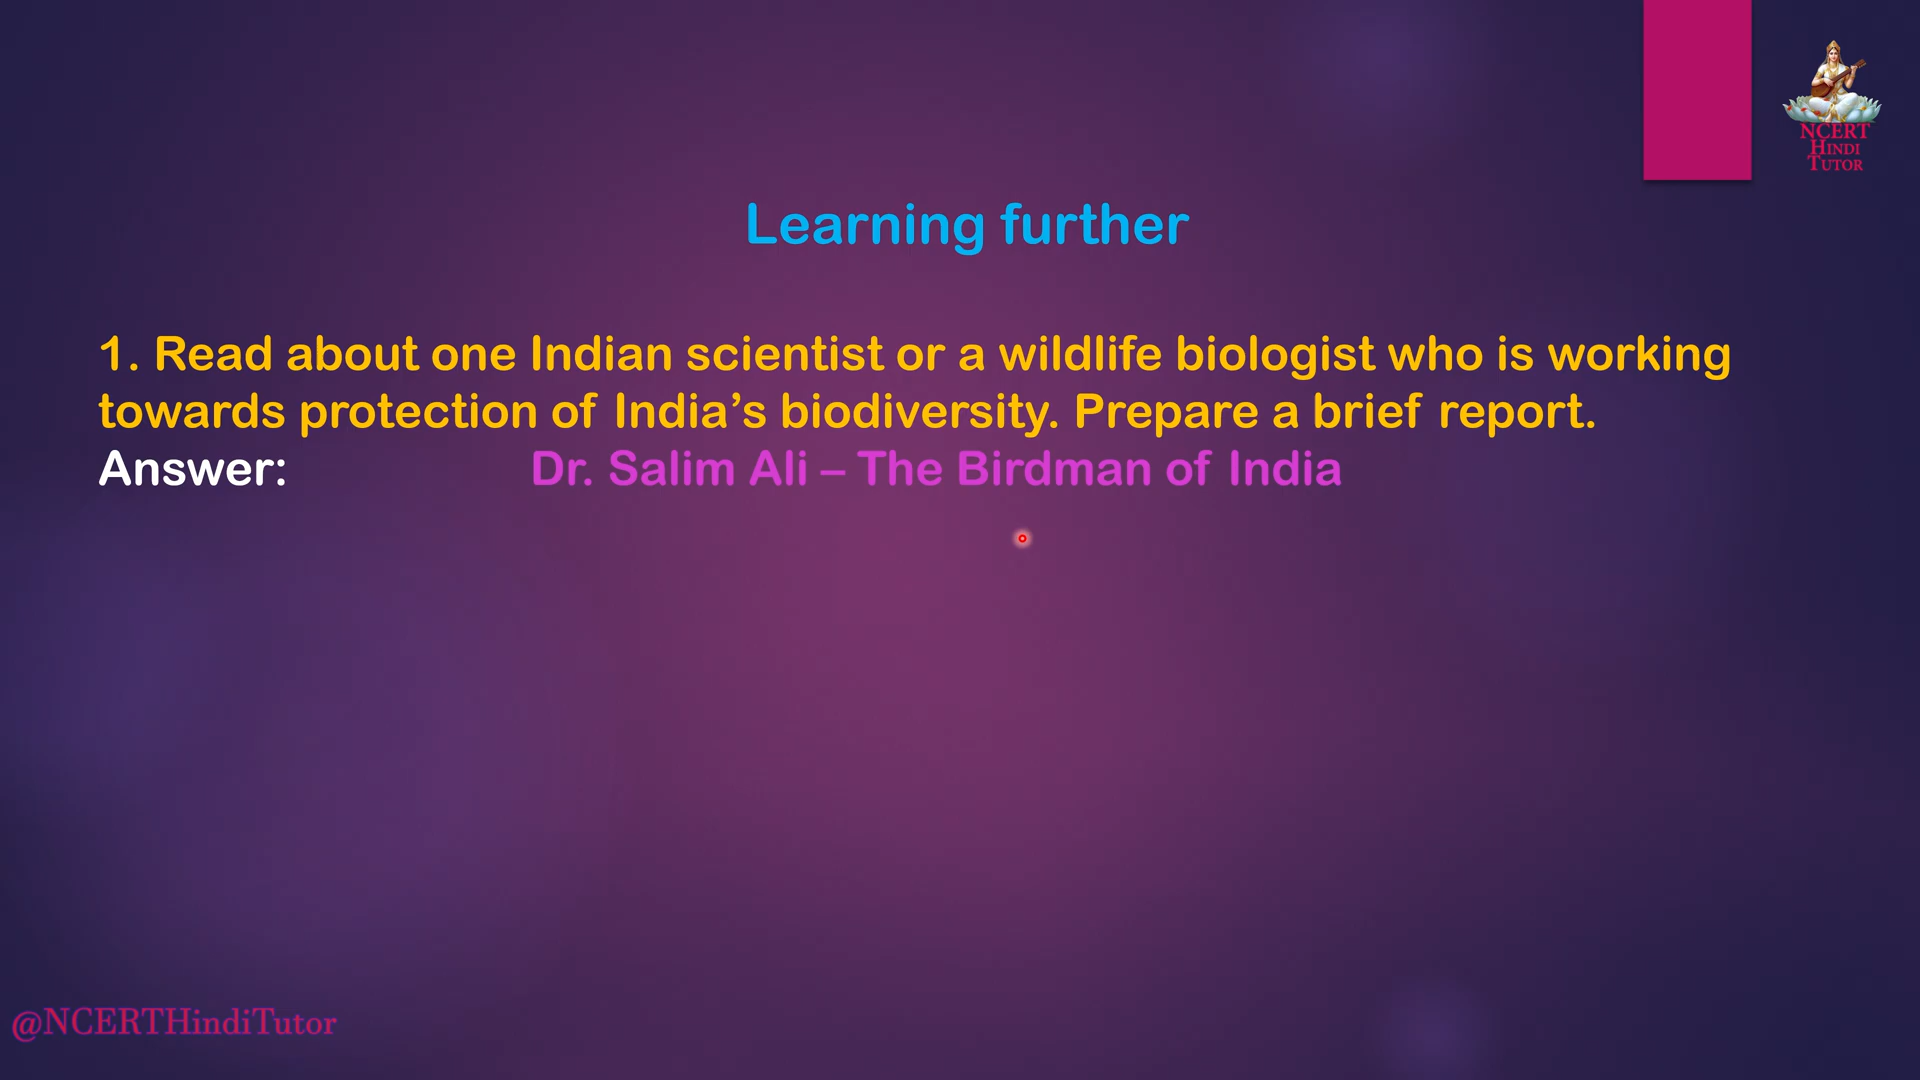 NCERT
HINDI
TUTOR
Learning further
1. Read about one Indian scientist or a wildlife biologist who is working
towards protection of India’s biodiversity. Prepare a brief report.
Answer: Dr. Salim Ali – The Birdman of India
@NCERTHindiTutor